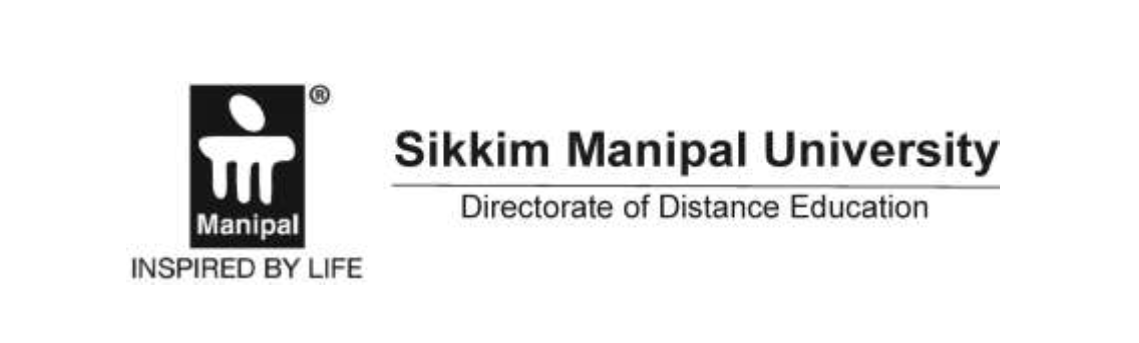 ®
Sikkim Manipal University
Directorate of Distance Education
Manipal
INSPIRED BY LIFE